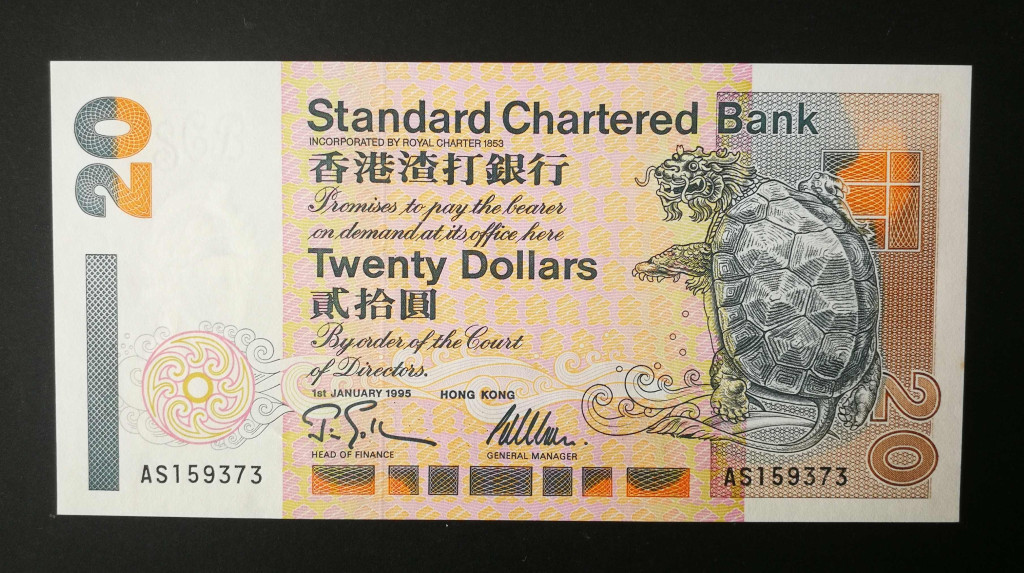 20
Standard Chartered Bank
INCORPORATED BY ROYAL CHARTER 1853
香港渣打銀行
Promises to pay the bearer
on demand at its office here
Twenty Dollars
貳拾圓
By order of the Court
of Directors.
1st JANUARY 1995 HONG KONG
HEAD OF FINANCE GENERAL MANAGER
AS159373 AS159373
20